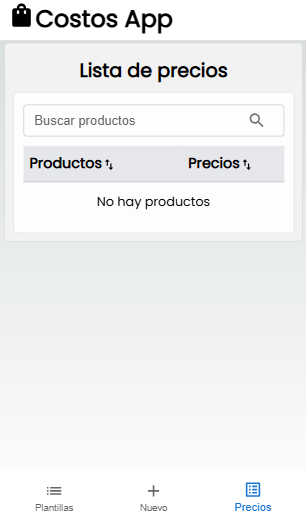 Costos App
Lista de precios
Buscar productos
Productos Precios
No hay productos
Plantillas Nuevo Precios